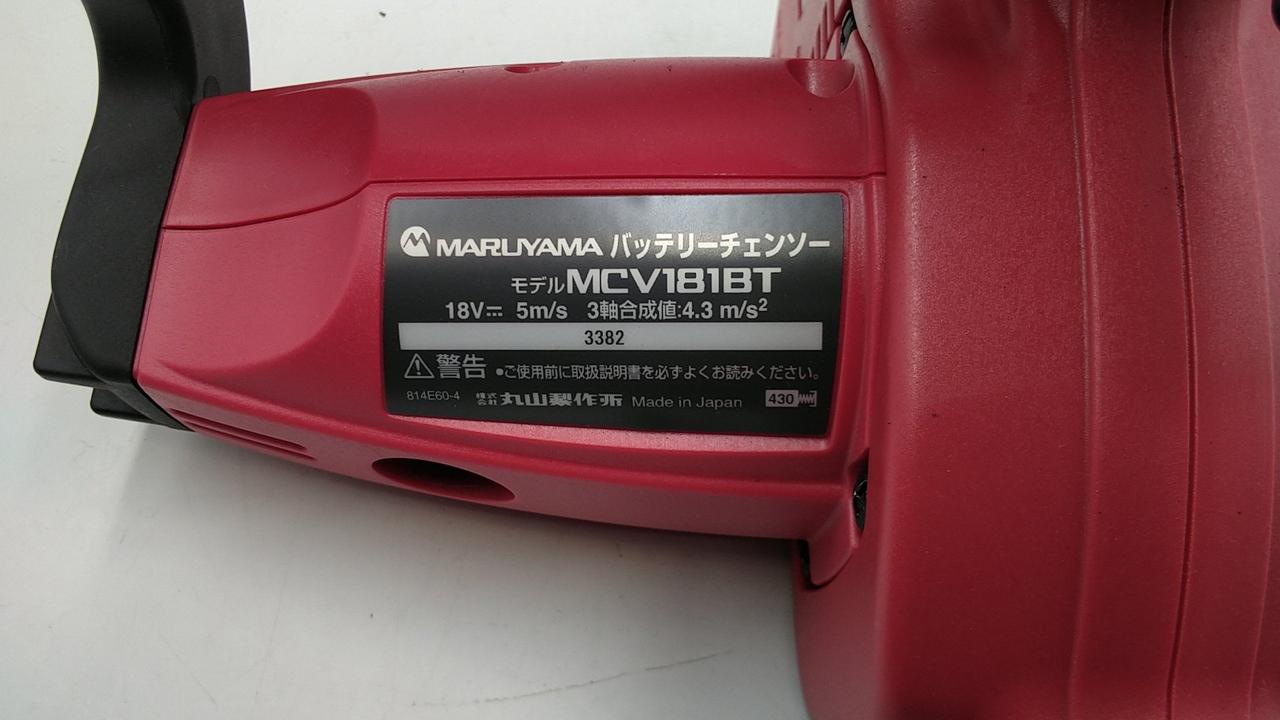 MARUYAMA バッテリーチェンソー
モデルMCV181BT
18V⎓ 5m/s 3軸合成値:4.3 m/s²
3382
⚠警告 •ご使用前に取扱説明書を必ずよくお読みください。
814E60-4 株式会社 丸山製作所 Made in Japan 430